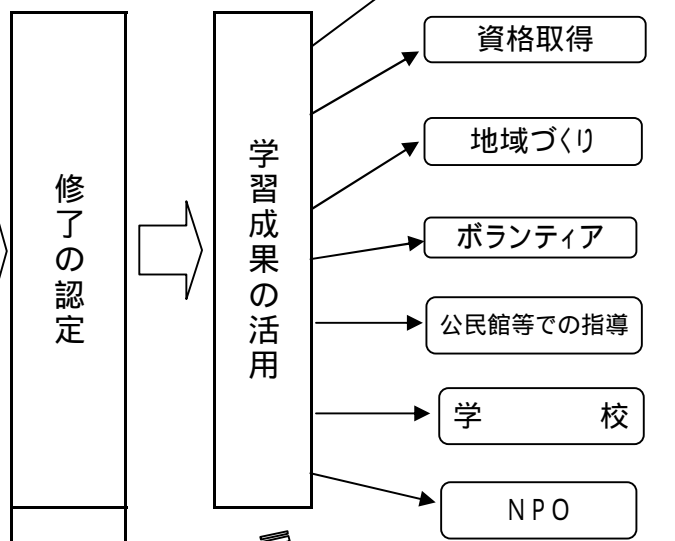 修了の認定
学習成果の活用
資格取得
地域づくり
ボランティア
公民館等での指導
学　　　校
ＮＰＯ